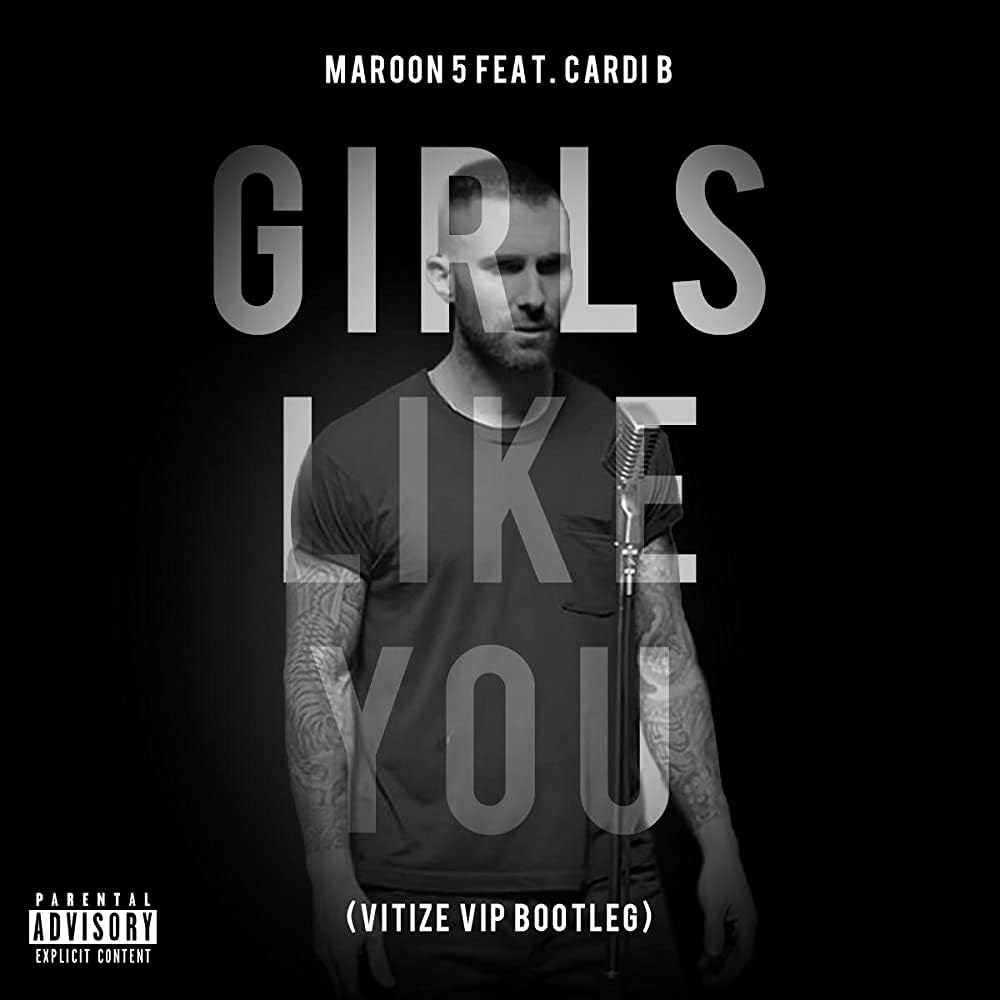 MAROON 5 FEAT. CARDI B
GIRLS
LIKE
YOU
(VITIZE VIP BOOTLEG)
PARENTAL
ADVISORY
EXPLICIT CONTENT